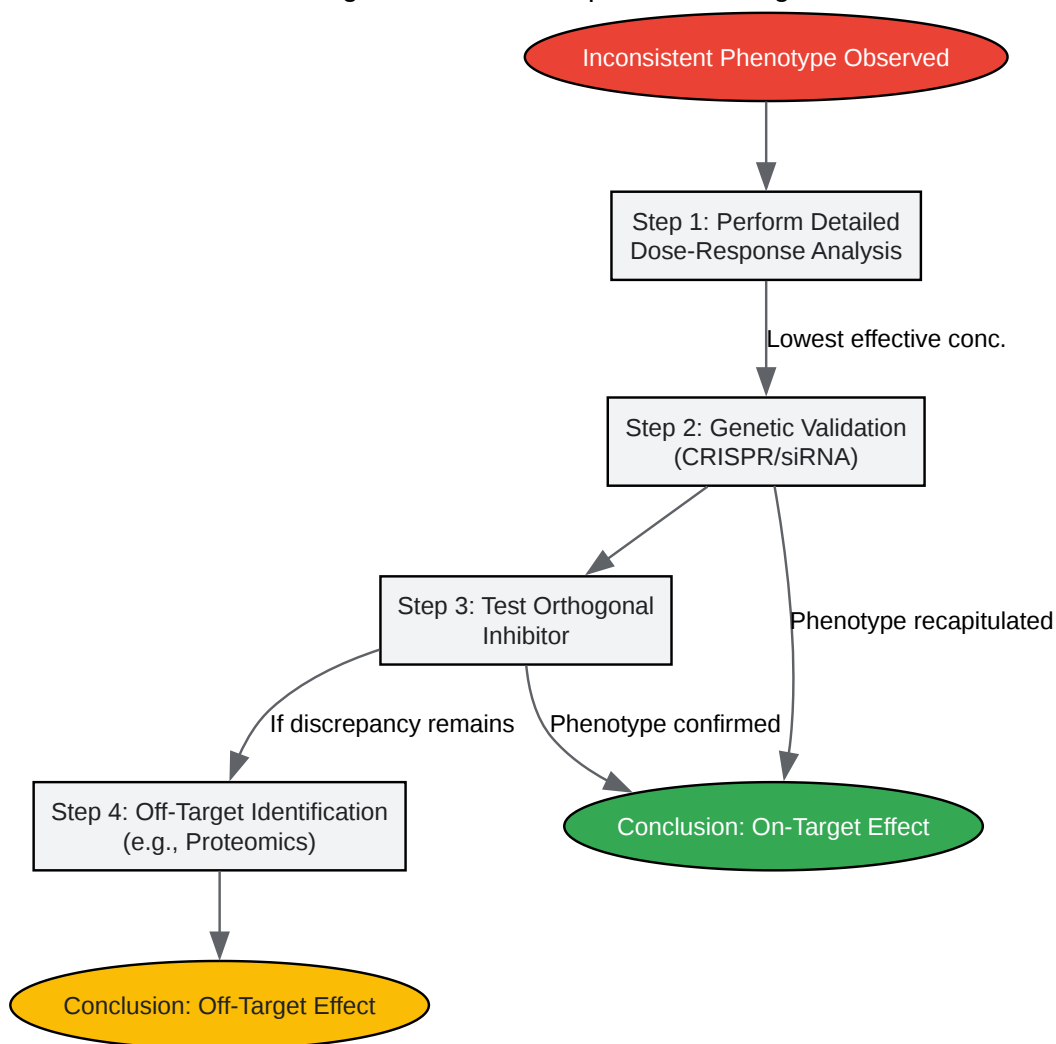 Inconsistent Phenotype Observed
Step 1: Perform Detailed
Dose-Response Analysis
Lowest effective conc.
Step 2: Genetic Validation
(CRISPR/siRNA)
Step 3: Test Orthogonal
Inhibitor
Phenotype recapitulated
If discrepancy remains
Phenotype confirmed
Step 4: Off-Target Identification
(e.g., Proteomics)
Conclusion: On-Target Effect
Conclusion: Off-Target Effect